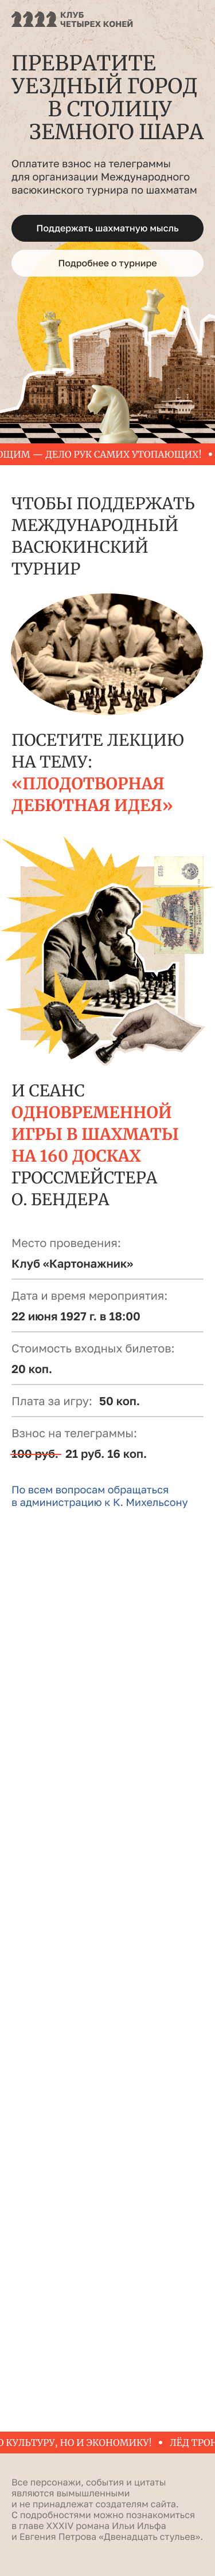 КЛУБ
ЧЕТЫРЕХ КОНЕЙ
ПРЕВРАТИТЕ
УЕЗДНЫЙ ГОРОД
В СТОЛИЦУ
ЗЕМНОГО ШАРА
Оплатите взнос на телеграммы
для организации Международного
васюкинского турнира по шахматам
Поддержать шахматную мысль
Подробнее о турнире
ЮЩИМ — ДЕЛО РУК САМИХ УТОПАЮЩИХ! •
ЧТОБЫ ПОДДЕРЖАТЬ
МЕЖДУНАРОДНЫЙ
ВАСЮКИНСКИЙ
ТУРНИР
ПОСЕТИТЕ ЛЕКЦИЮ
НА ТЕМУ:
«ПЛОДОТВОРНАЯ
ДЕБЮТНАЯ ИДЕЯ»
И СЕАНС
ОДНОВРЕМЕННОЙ
ИГРЫ В ШАХМАТЫ
НА 160 ДОСКАХ
ГРОССМЕЙСТЕРА
О. БЕНДЕРА
Место проведения:
Клуб «Картонажник»
Дата и время мероприятия:
22 июня 1927 г. в 18:00
Стоимость входных билетов:
20 коп.
Плата за игру: 50 коп.
Взнос на телеграммы:
100 руб. 21 руб. 16 коп.
По всем вопросам обращаться
в администрацию к К. Михельсону
О КУЛЬТУРУ, НО И ЭКОНОМИКУ! • ЛЁД ТРОН
Все персонажи, события и цитаты
являются вымышленными
и не принадлежат создателям сайта.
С подробностями можно познакомиться
в главе XXXIV романа Ильи Ильфа
и Евгения Петрова «Двенадцать стульев».